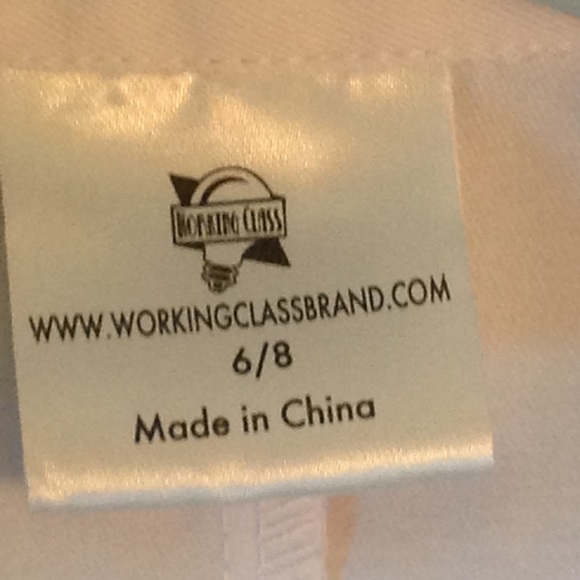 WORKING CLASS
WWW.WORKINGCLASSBRAND.COM
6/8
Made in China